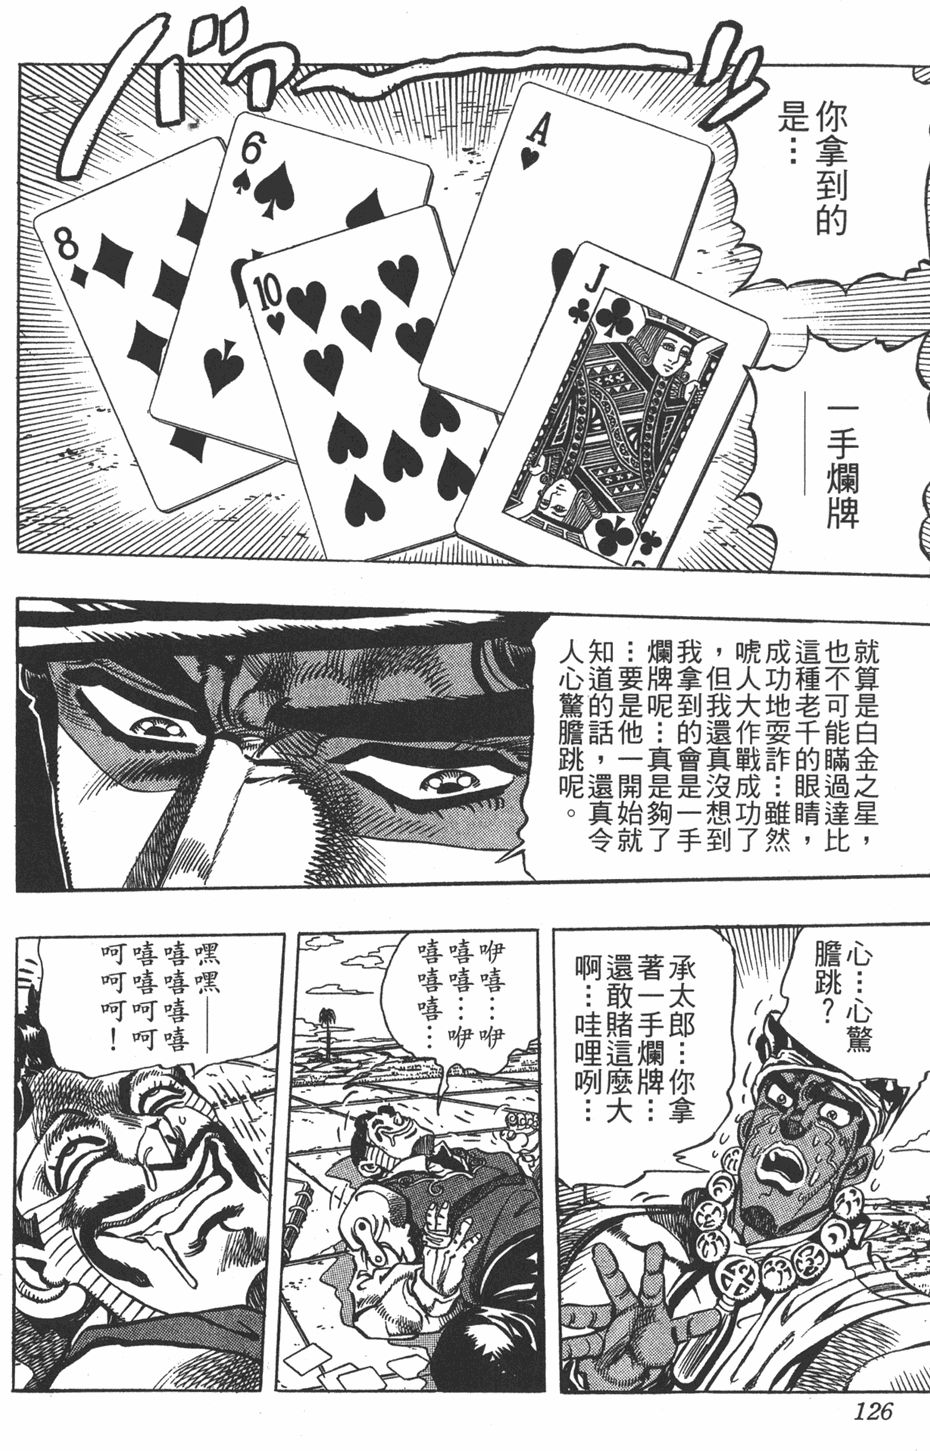 バァーッ
你拿到的
是…
——一手爛牌
A
6
8
10
J
就算是白金之星，
也不可能瞞過達比
這種老千的眼睛，
成功地耍詐…雖然
唬人大作戰成功了
，但我還真沒想到
我拿到的會是一手
爛牌呢…真是夠了
…要是他一開始就
知道的話，還真令
人心驚膽跳呢。
心…心驚
膽跳？
承太郎…你拿
著一手爛牌…
還敢賭這麼大
啊…哇哩咧…
咿嘻…咿
嘻嘻…咿
嘻嘻嘻…
嘿嘿——
嘻嘻嘻嘻
嘻嘻呵呵
呵呵呵！
126